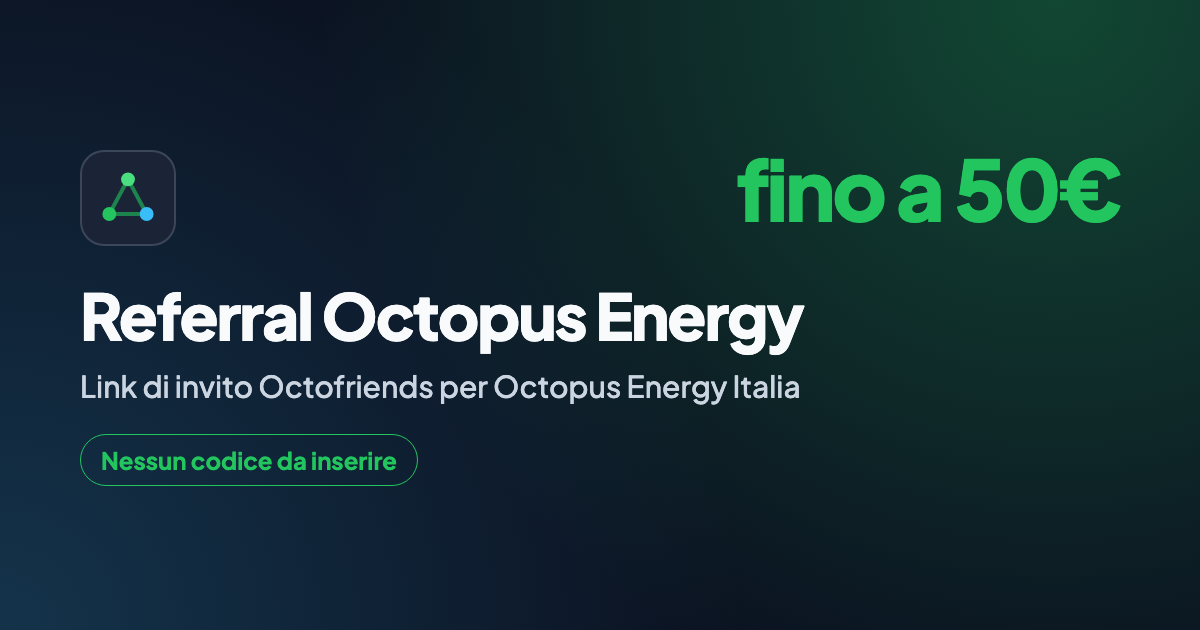 fino a 50€
Referral Octopus Energy
Link di invito Octofriends per Octopus Energy Italia
Nessun codice da inserire